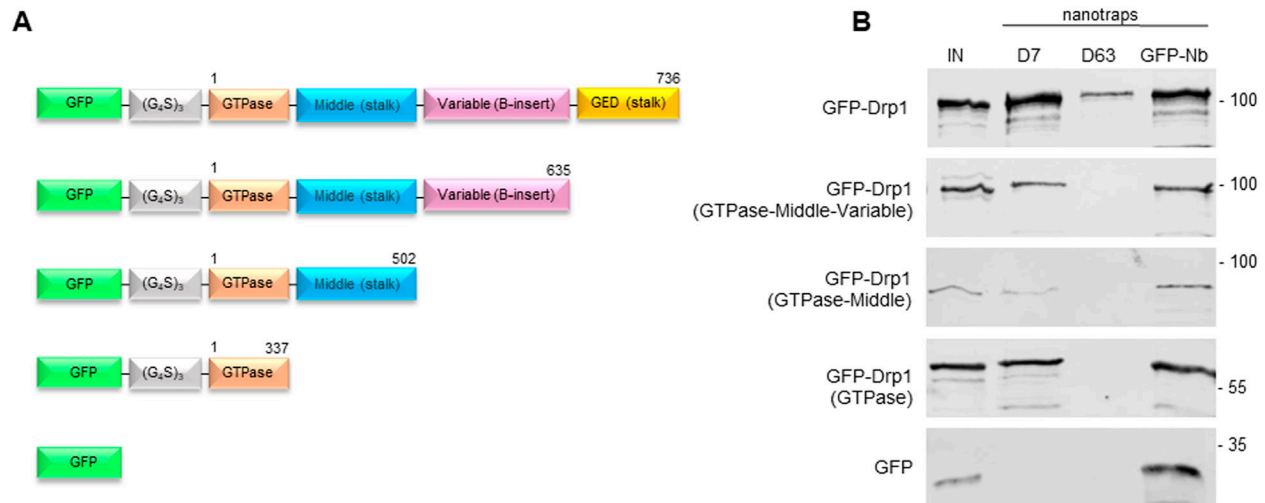 A
1
736
GFP
(G₄S)₃
GTPase
Middle (stalk)
Variable (B-insert)
GED (stalk)
1
635
GFP
(G₄S)₃
GTPase
Middle (stalk)
Variable (B-insert)
1
502
GFP
(G₄S)₃
GTPase
Middle (stalk)
1
337
GFP
(G₄S)₃
GTPase
GFP
B
nanotraps
IN D7 D63 GFP-Nb
GFP-Drp1
- 100
GFP-Drp1
(GTPase-Middle-Variable)
- 100
GFP-Drp1
(GTPase-Middle)
- 100
GFP-Drp1
(GTPase)
- 55
GFP
- 35